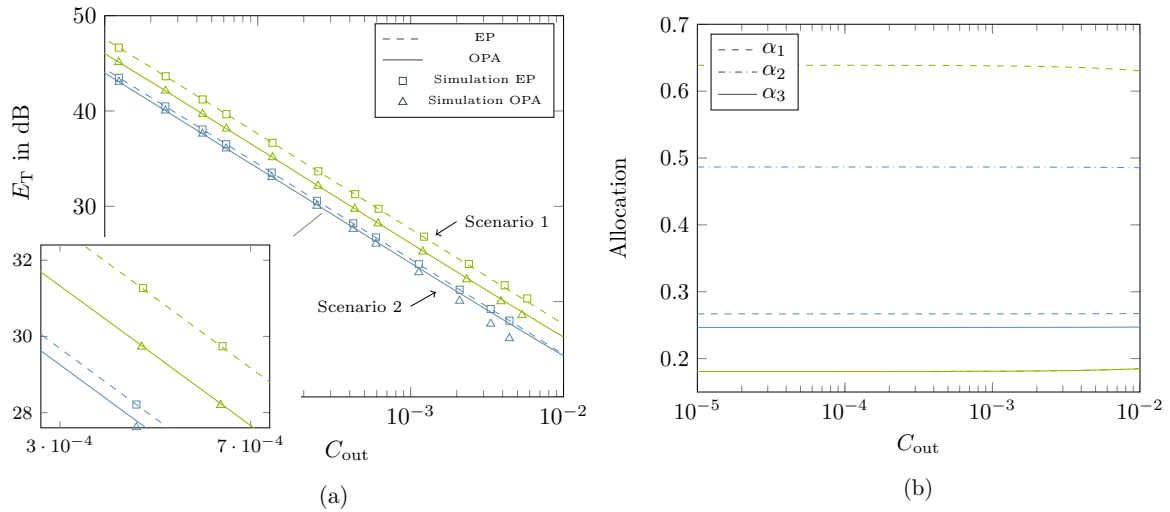 50
40
30
E_T in dB
EP
OPA
Simulation EP
Simulation OPA
Scenario 1
Scenario 2
32
30
28
3 · 10^-4
7 · 10^-4
10^-3
10^-2
C_out
(a)
0.7
0.6
0.5
0.4
0.3
0.2
Allocation
α_1
α_2
α_3
10^-5
10^-4
10^-3
10^-2
C_out
(b)